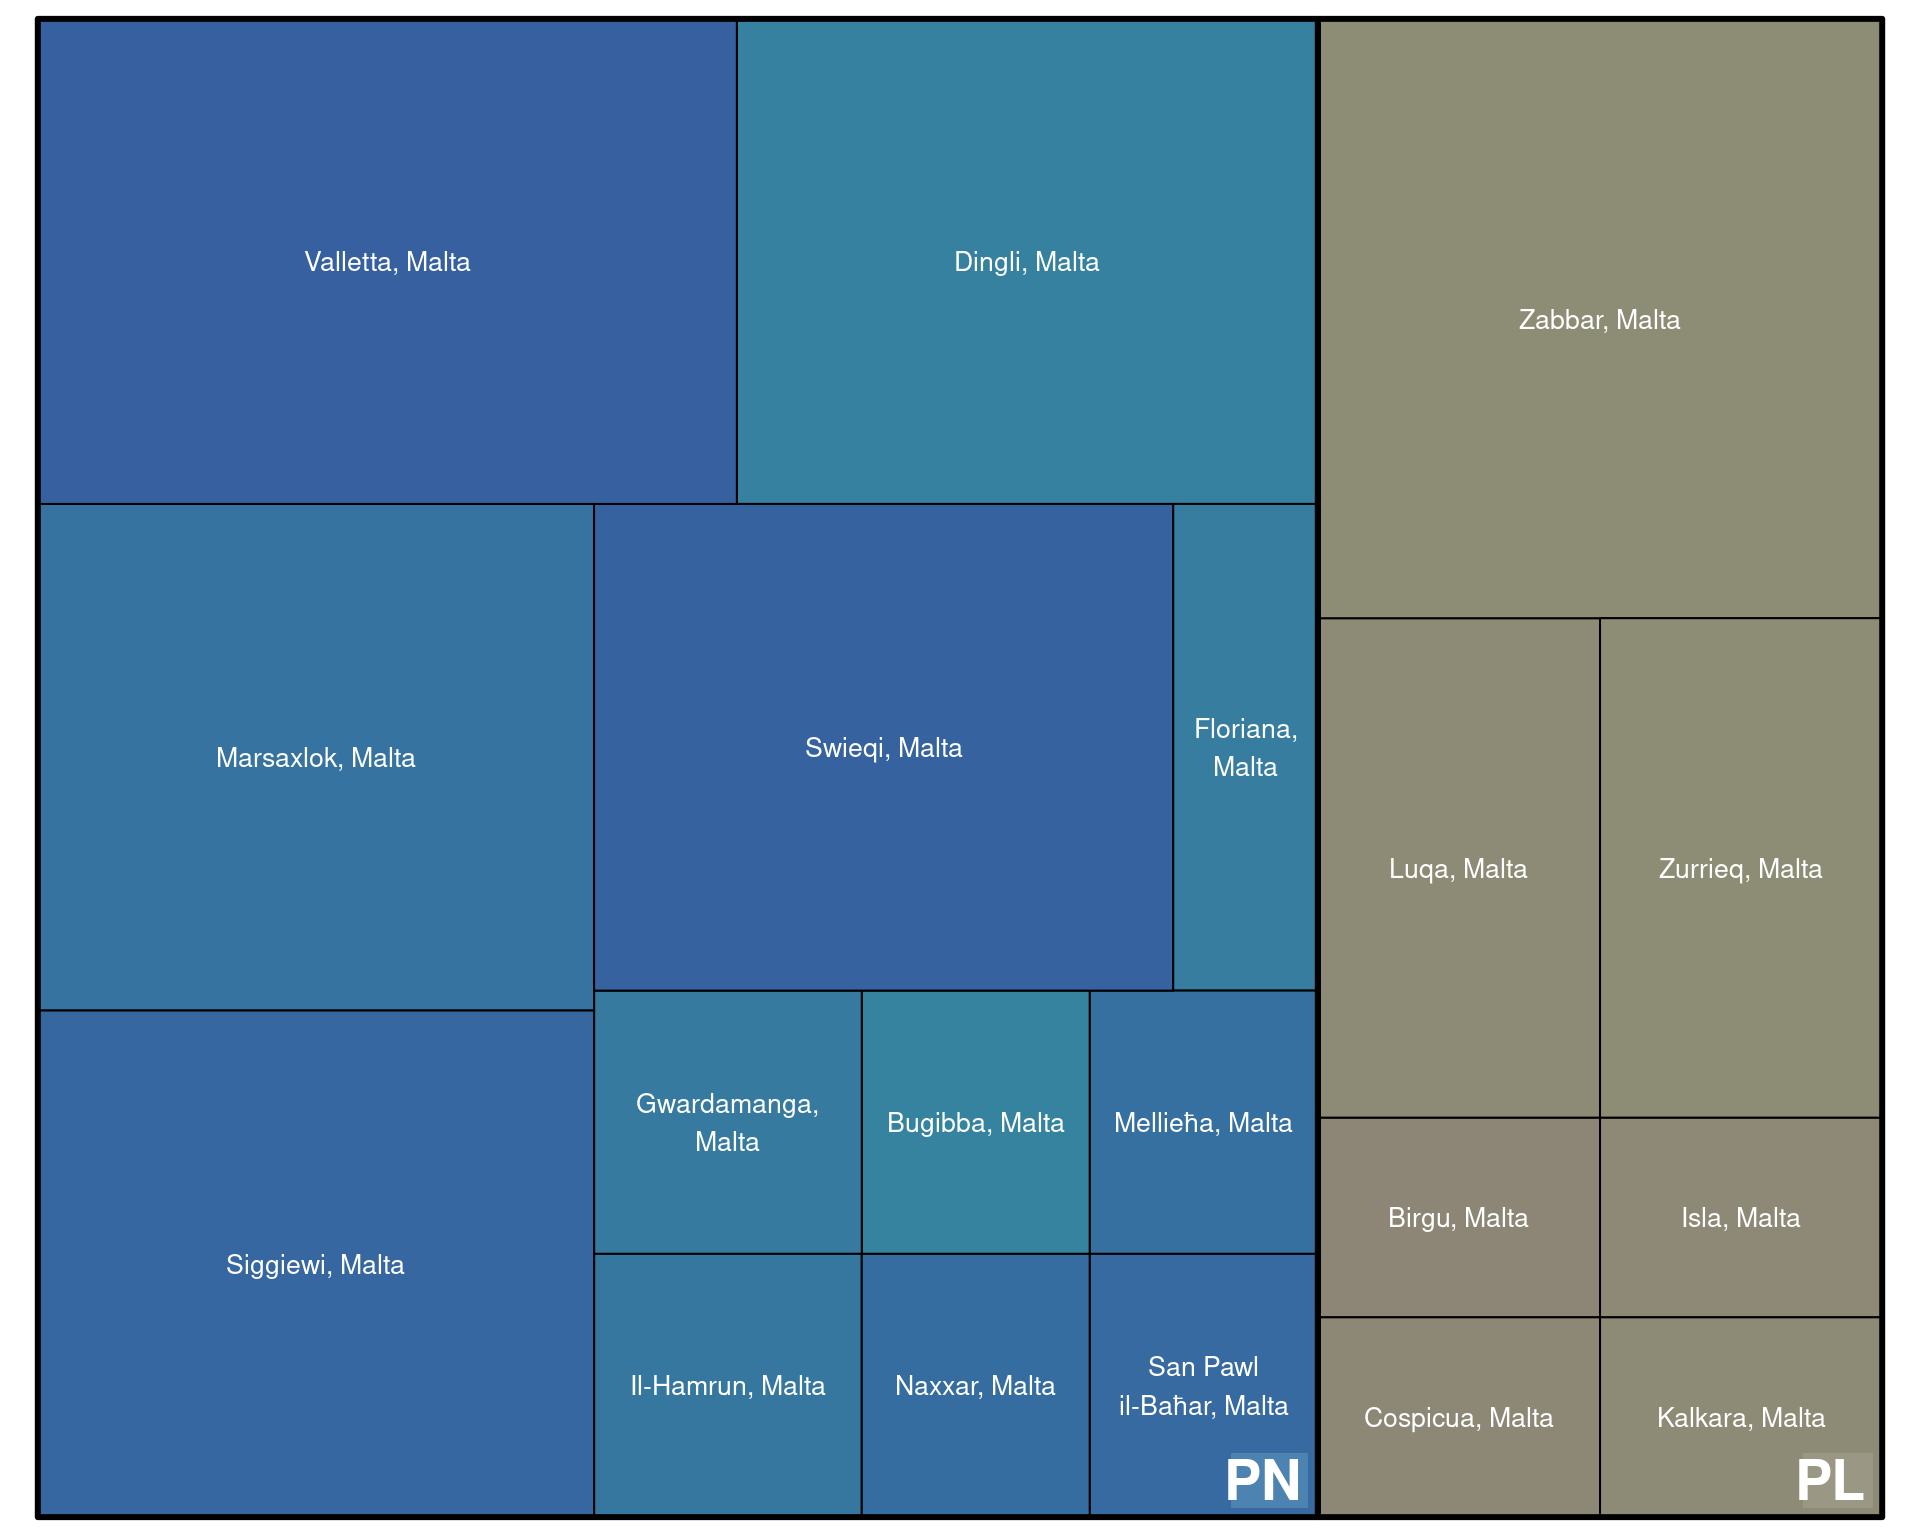 Valletta, Malta
Dingli, Malta
Zabbar, Malta
Marsaxlok, Malta
Swieqi, Malta
Floriana,
Malta
Luqa, Malta
Zurrieq, Malta
Siggiewi, Malta
Gwardamanga,
Malta
Bugibba, Malta
Mellieħa, Malta
Birgu, Malta
Isla, Malta
Il-Hamrun, Malta
Naxxar, Malta
San Pawl
il-Baħar, Malta
Cospicua, Malta
Kalkara, Malta
PN
PL